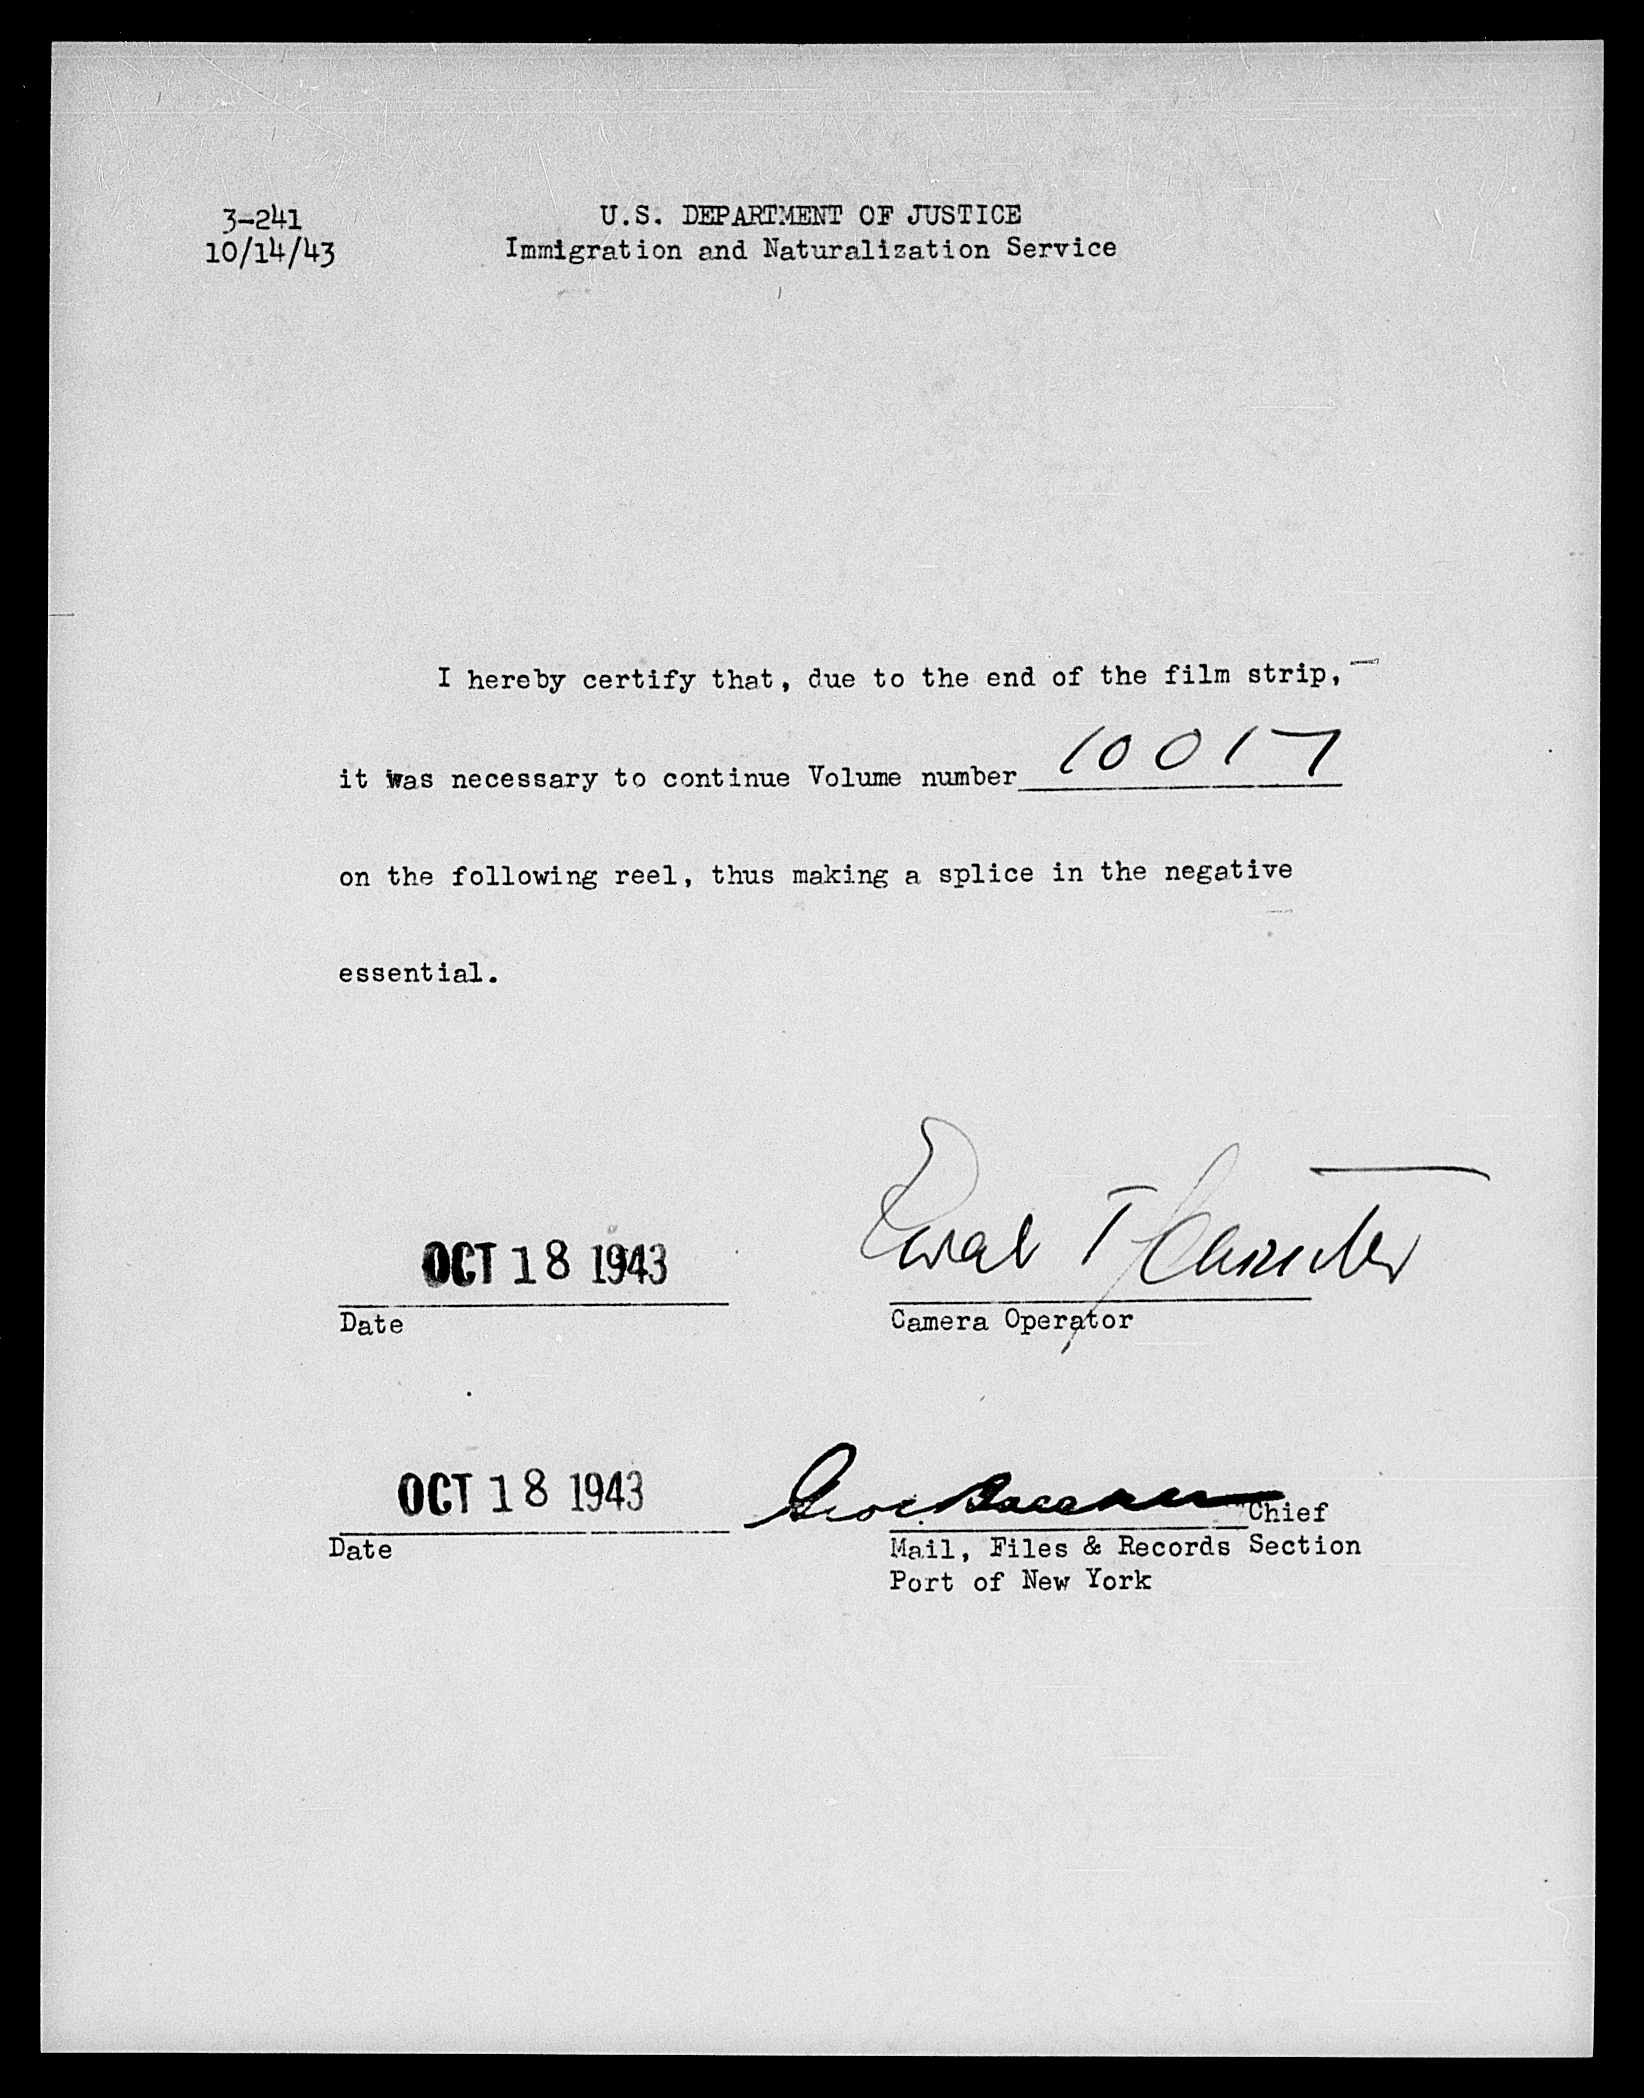 3-241
10/14/43
U.S. DEPARTMENT OF JUSTICE
Immigration and Naturalization Service
I hereby certify that, due to the end of the film strip,
it was necessary to continue Volume number 10017
on the following reel, thus making a splice in the negative
essential.
OCT 18 1943
Date
Camera Operator
OCT 18 1943
Date
Geo
Chief
Mail, Files & Records Section
Port of New York